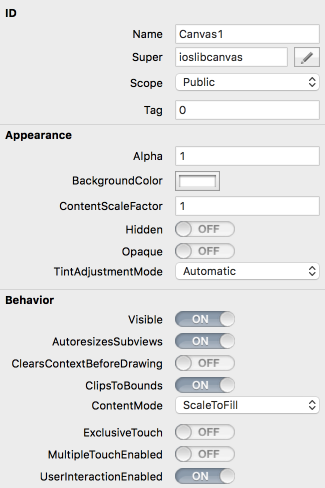 ID
Name Canvas1
Super ioslibcanvas
Scope Public
Tag 0
Appearance
Alpha 1
BackgroundColor
ContentScaleFactor 1
Hidden OFF
Opaque OFF
TintAdjustmentMode Automatic
Behavior
Visible ON
AutoresizesSubviews ON
ClearsContextBeforeDrawing OFF
ClipsToBounds ON
ContentMode ScaleToFill
ExclusiveTouch OFF
MultipleTouchEnabled OFF
UserInteractionEnabled ON